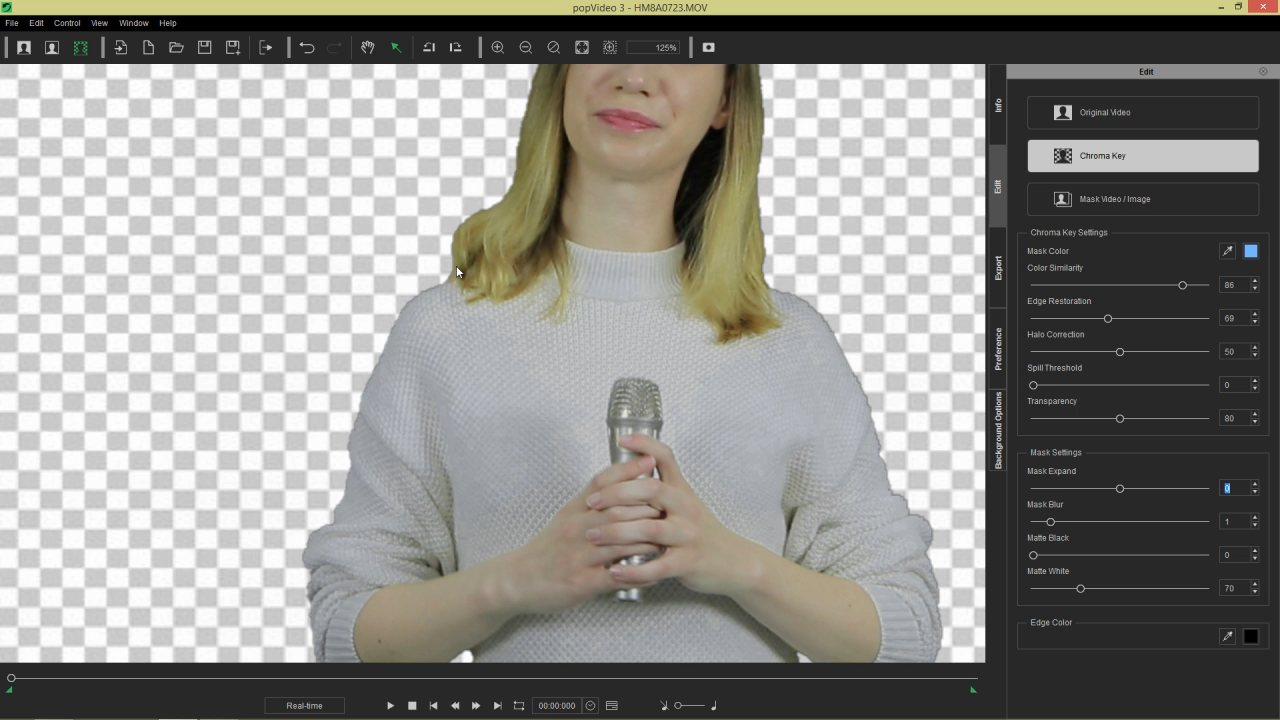 popVideo 3 - HM8A0723.MOV
File Edit Control View Window Help
125%
Info
Edit
Export
Preference
Background Options
Edit
Original Video
Chroma Key
Mask Video / Image
Chroma Key Settings
Mask Color
Color Similarity
86
Edge Restoration
69
Halo Correction
50
Spill Threshold
0
Transparency
80
Mask Settings
Mask Expand
0
Mask Blur
1
Matte Black
0
Matte White
70
Edge Color
Real-time
00:00:000